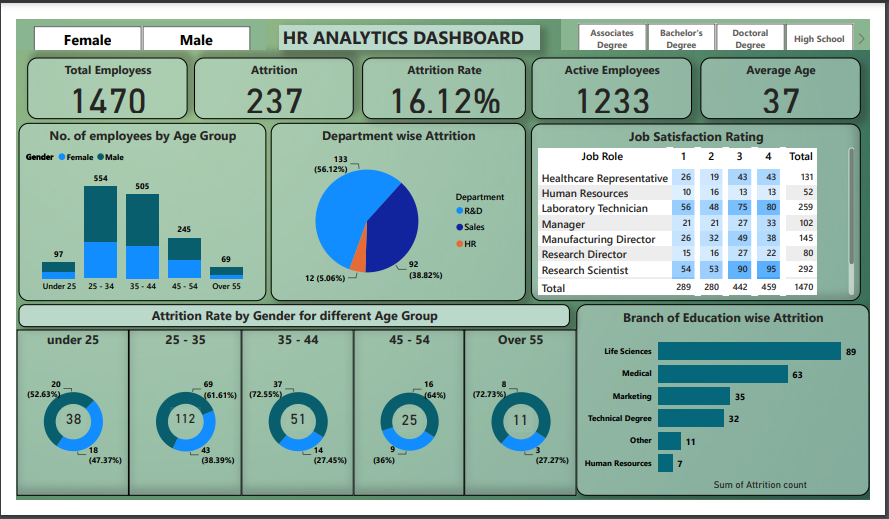 Female
Male
HR ANALYTICS DASHBOARD
Associates
Degree
Bachelor's
Degree
Doctoral
Degree
High School
Total Employess
1470
Attrition
237
Attrition Rate
16.12%
Active Employees
1233
Average Age
37
No. of employees by Age Group
Gender Female Male
97
554
505
245
69
Under 25
25 - 34
35 - 44
45 - 54
Over 55
Department wise Attrition
133
(56.12%)
92
(38.82%)
12 (5.06%)
Department
R&D
Sales
HR
Job Satisfaction Rating
Job Role 1 2 3 4 Total
Healthcare Representative 26 19 43 43 131
Human Resources 10 16 13 13 52
Laboratory Technician 56 48 75 80 259
Manager 21 21 27 33 102
Manufacturing Director 26 32 49 38 145
Research Director 15 16 27 22 80
Research Scientist 54 53 90 95 292
Total 289 280 442 459 1470
Attrition Rate by Gender for different Age Group
under 25
20
(52.63%)
38
18
(47.37%)
25 - 35
69
(61.61%)
112
43
(38.39%)
35 - 44
37
(72.55%)
51
14
(27.45%)
45 - 54
16
(64%)
25
9
(36%)
Over 55
8
(72.73%)
11
3
(27.27%)
Branch of Education wise Attrition
Life Sciences 89
Medical 63
Marketing 35
Technical Degree 32
Other 11
Human Resources 7
Sum of Attrition count